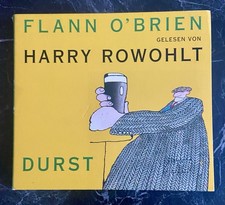 FLANN O'BRIEN
GELESEN VON
HARRY ROWOHLT
DURST